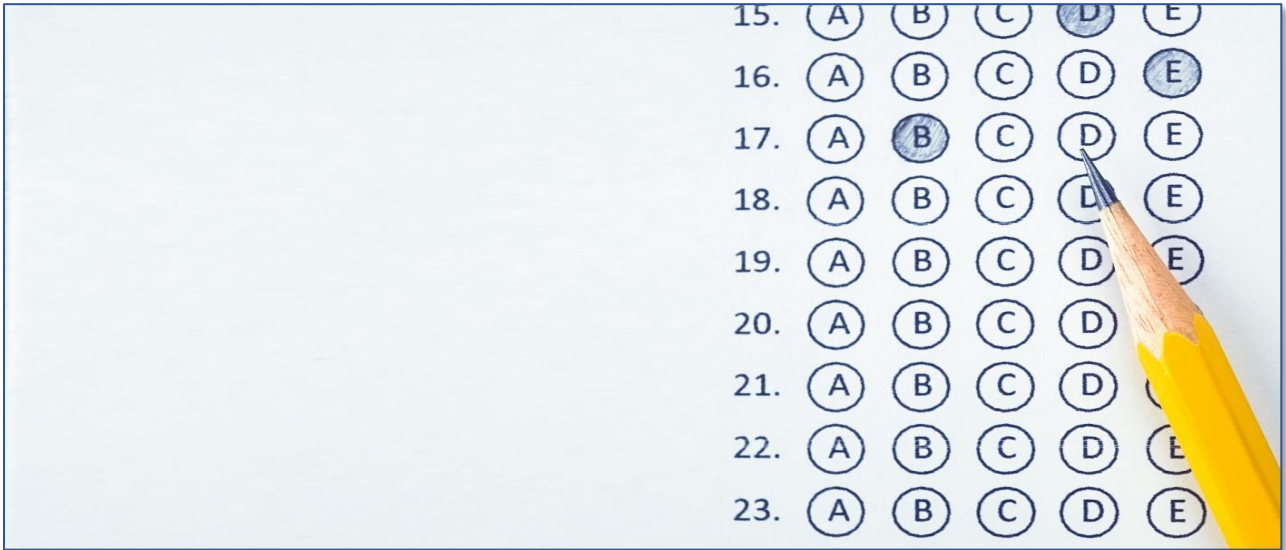 15. A B C D E
16. A B C D E
17. A B C D E
18. A B C D E
19. A B C D E
20. A B C D
21. A B C D
22. A B C D E
23. A B C D E